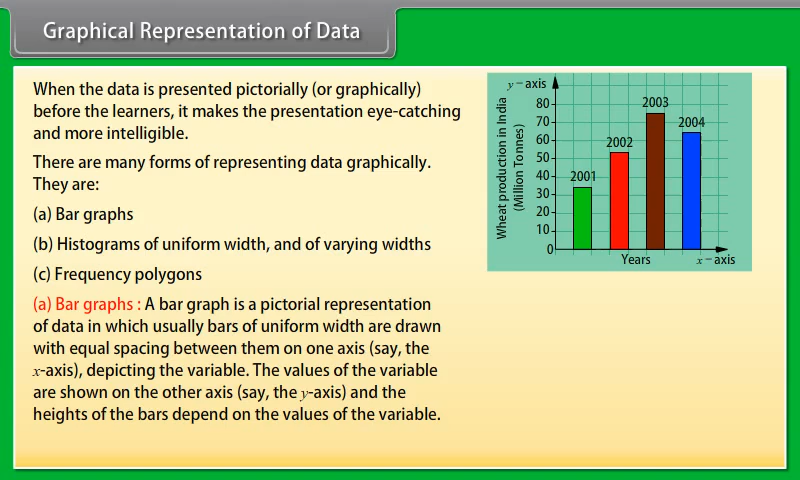 Graphical Representation of Data
When the data is presented pictorially (or graphically)
before the learners, it makes the presentation eye-catching
and more intelligible.
There are many forms of representing data graphically.
They are:
(a) Bar graphs
(b) Histograms of uniform width, and of varying widths
(c) Frequency polygons
(a) Bar graphs : A bar graph is a pictorial representation
of data in which usually bars of uniform width are drawn
with equal spacing between them on one axis (say, the
x-axis), depicting the variable. The values of the variable
are shown on the other axis (say, the y-axis) and the
heights of the bars depend on the values of the variable.
y – axis
Wheat production in India
(Million Tonnes)
80
70
60
50
40
30
20
10
0
2001
2002
2003
2004
Years
x – axis